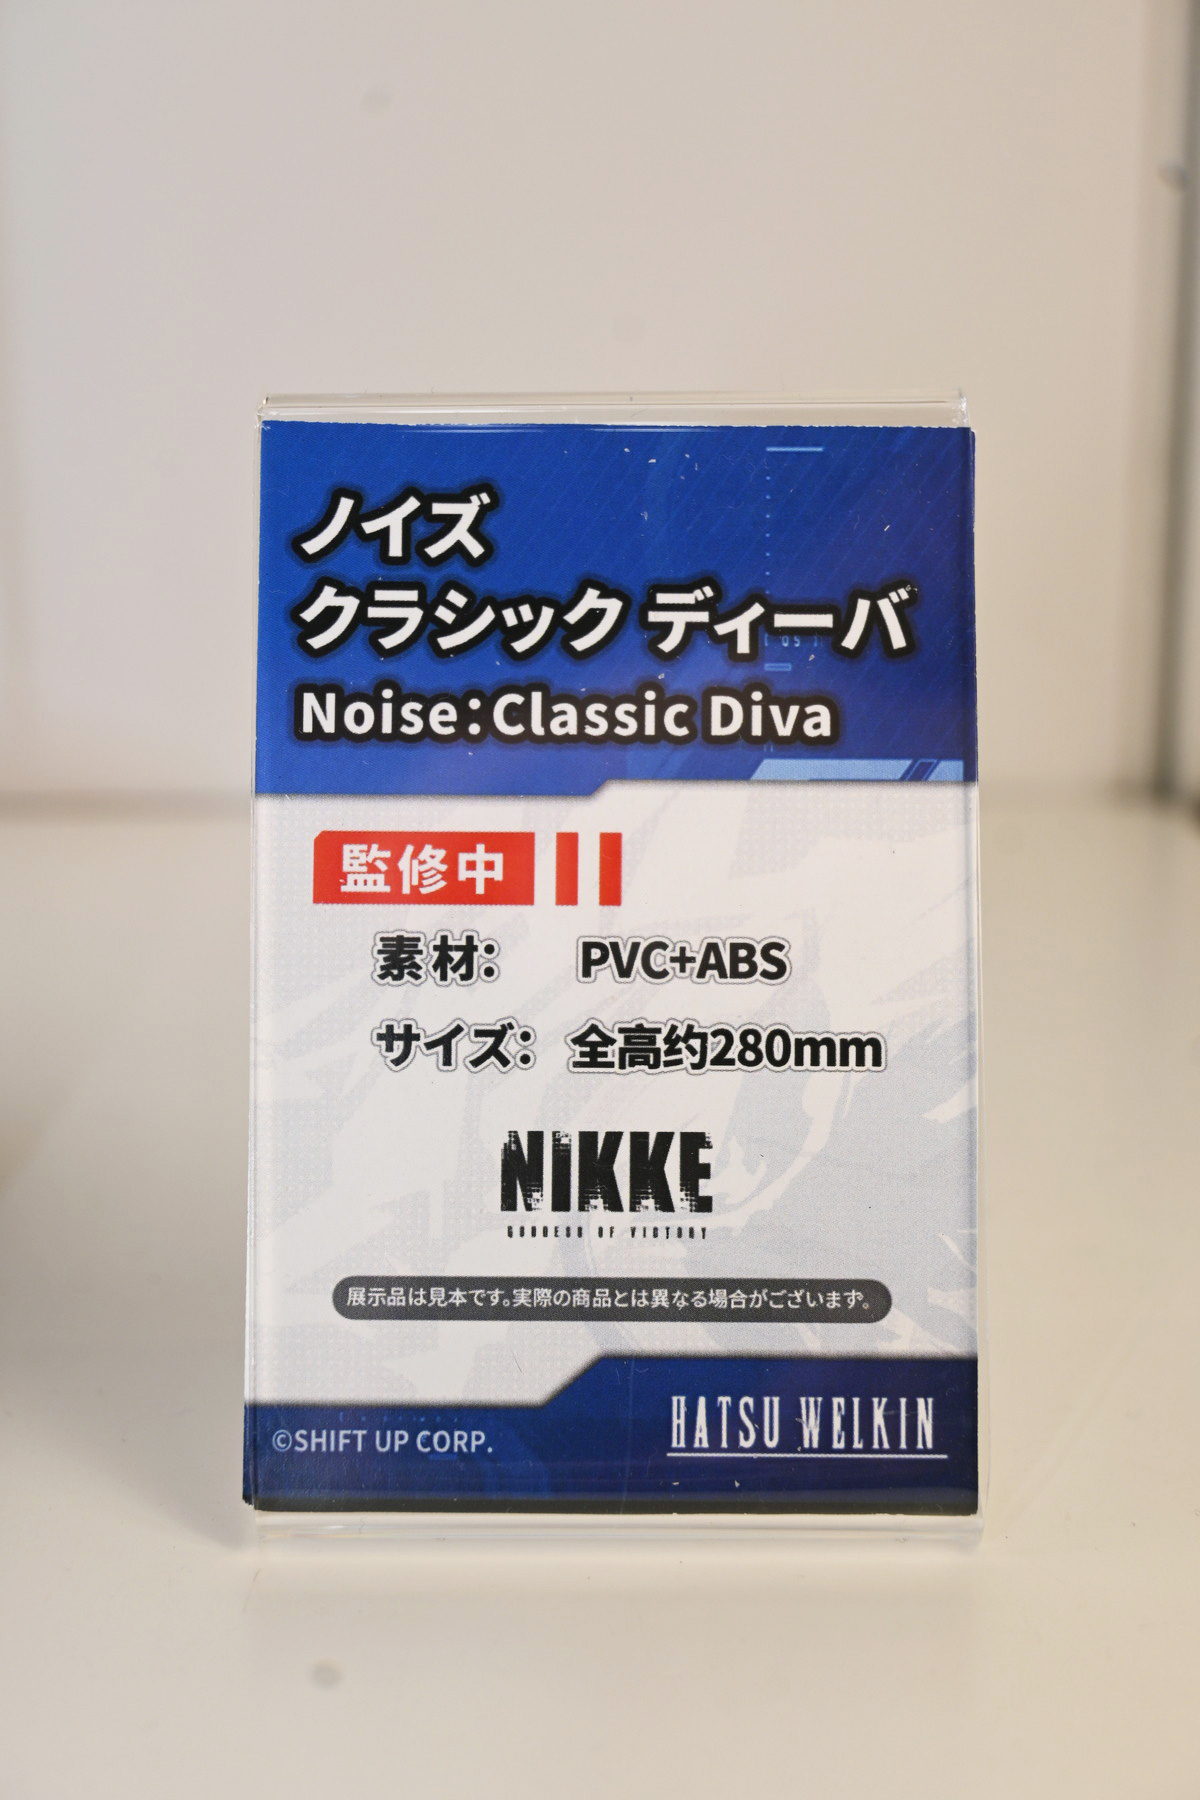 ノイズ
クラシック ディーバ
Noise：Classic Diva
監修中
素材： PVC+ABS
サイズ： 全高约280mm
NIKKE
GODDESS OF VICTORY
展示品は見本です。実際の商品とは異なる場合がございます。
©SHIFT UP CORP.
HATSU WELKIN